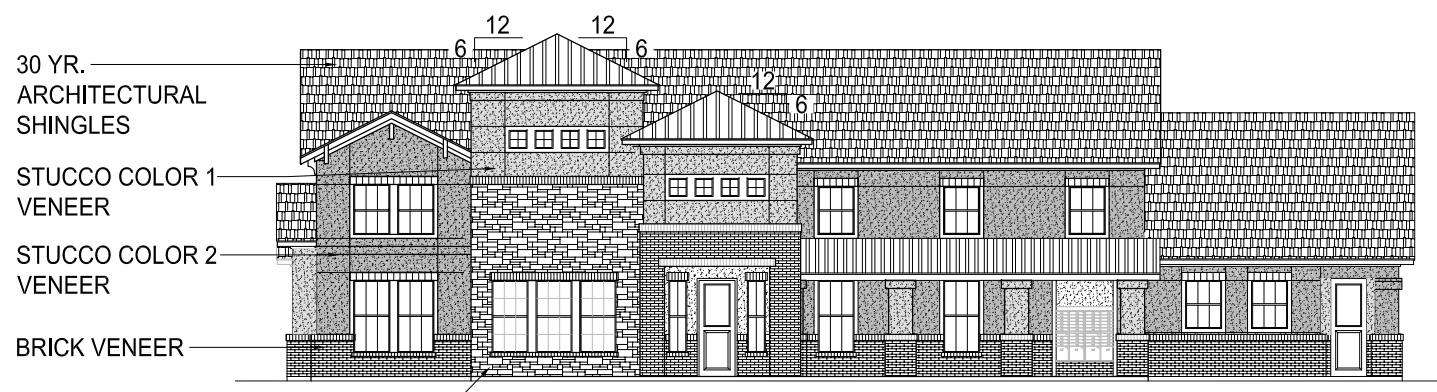 12
12
6
6
30 YR.
ARCHITECTURAL
SHINGLES
12
6
STUCCO COLOR 1
VENEER
STUCCO COLOR 2
VENEER
BRICK VENEER